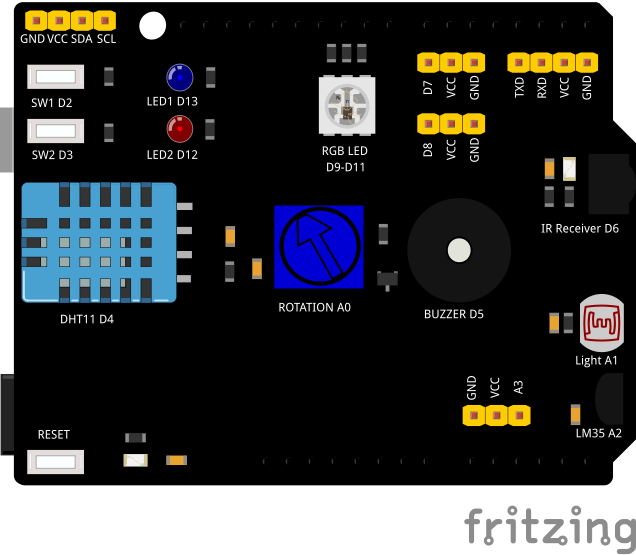 GND VCC SDA SCL
SW1 D2
LED1 D13
SW2 D3
LED2 D12
RGB LED
D9-D11
D7 VCC GND
TXD RXD VCC GND
D8 VCC GND
IR Receiver D6
DHT11 D4
ROTATION A0
BUZZER D5
Light A1
GND VCC A3
LM35 A2
RESET
fritzing